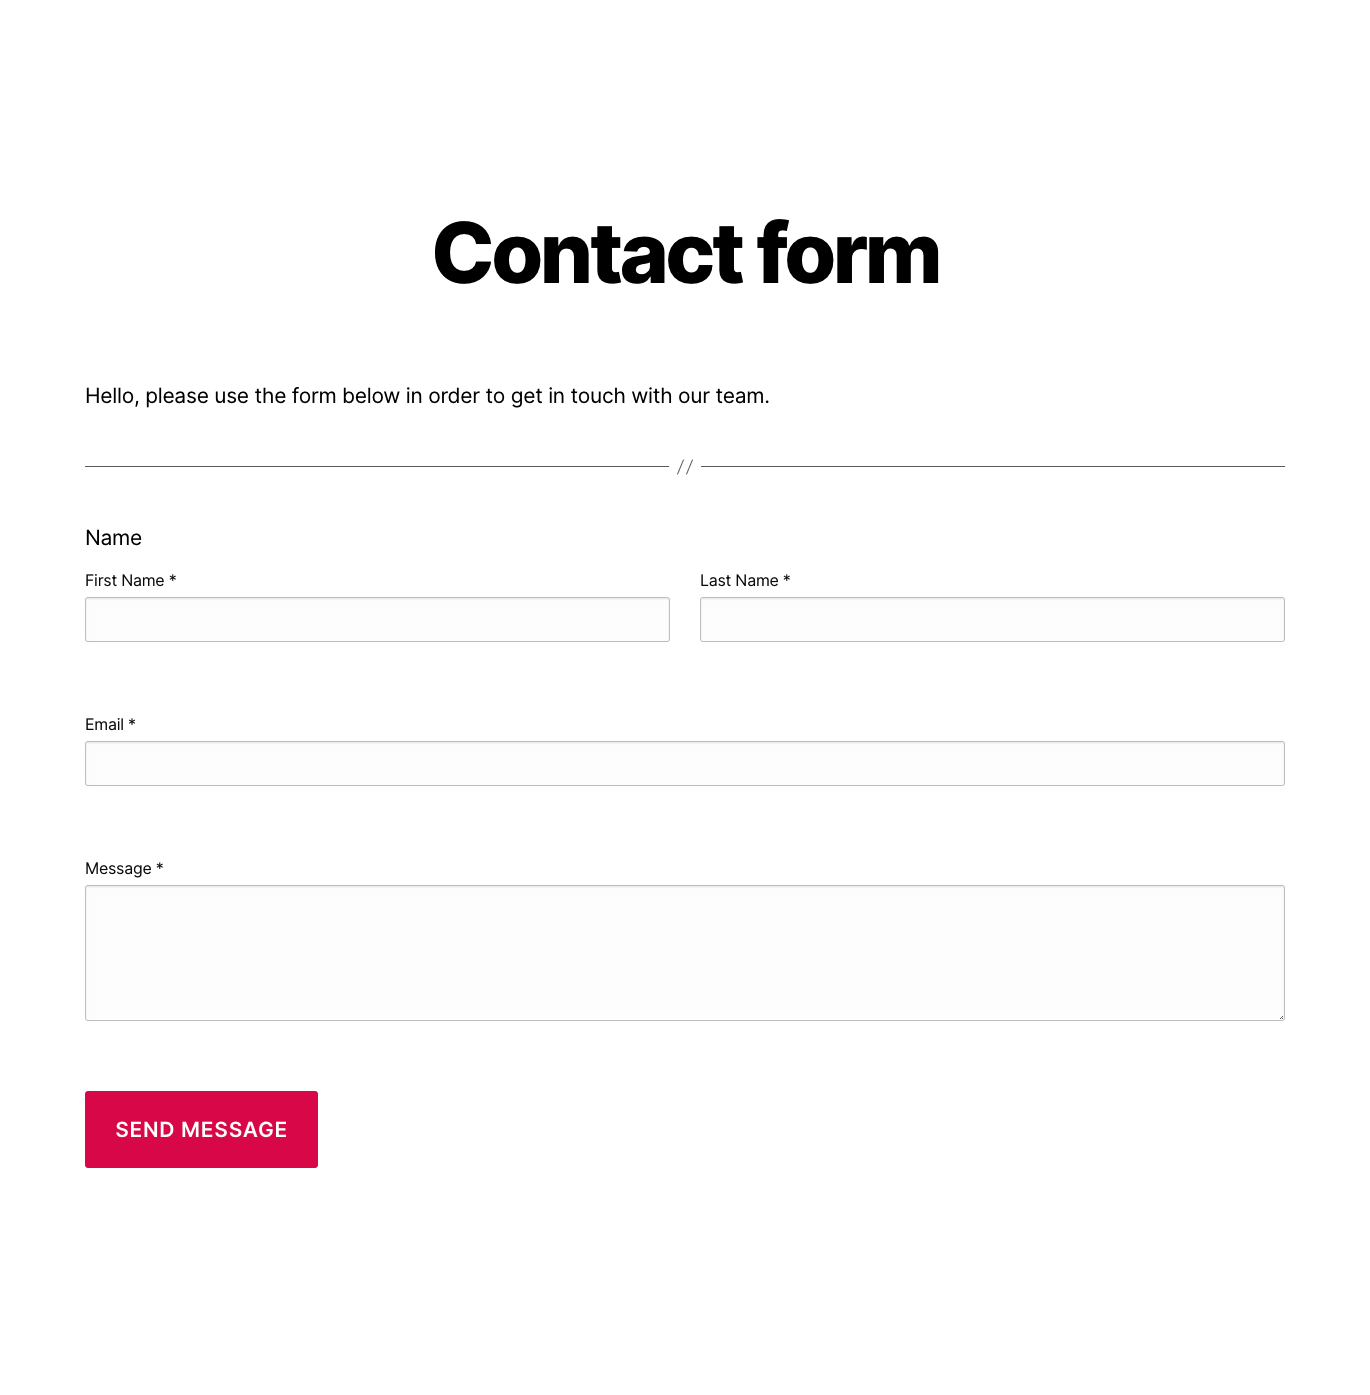 Contact form
Hello, please use the form below in order to get in touch with our team.
//
Name
First Name *
Last Name *
Email *
Message *
SEND MESSAGE